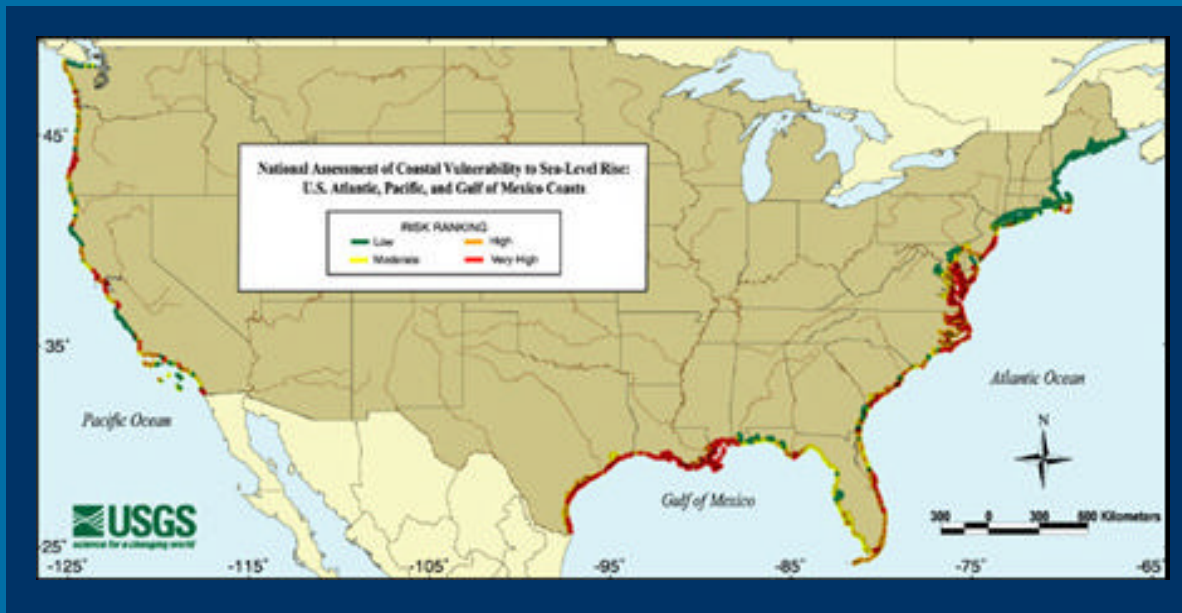 National Assessment of Coastal Vulnerability to Sea-Level Rise:
U.S. Atlantic, Pacific, and Gulf of Mexico Coasts
RISK RANKING
Low
High
Moderate
Very High
45°
35°
25°
Pacific Ocean
Gulf of Mexico
Atlantic Ocean
N
300 0 300 600 Kilometers
USGS
science for a changing world
-125° -115° -105° -95° -85° -75° -65°